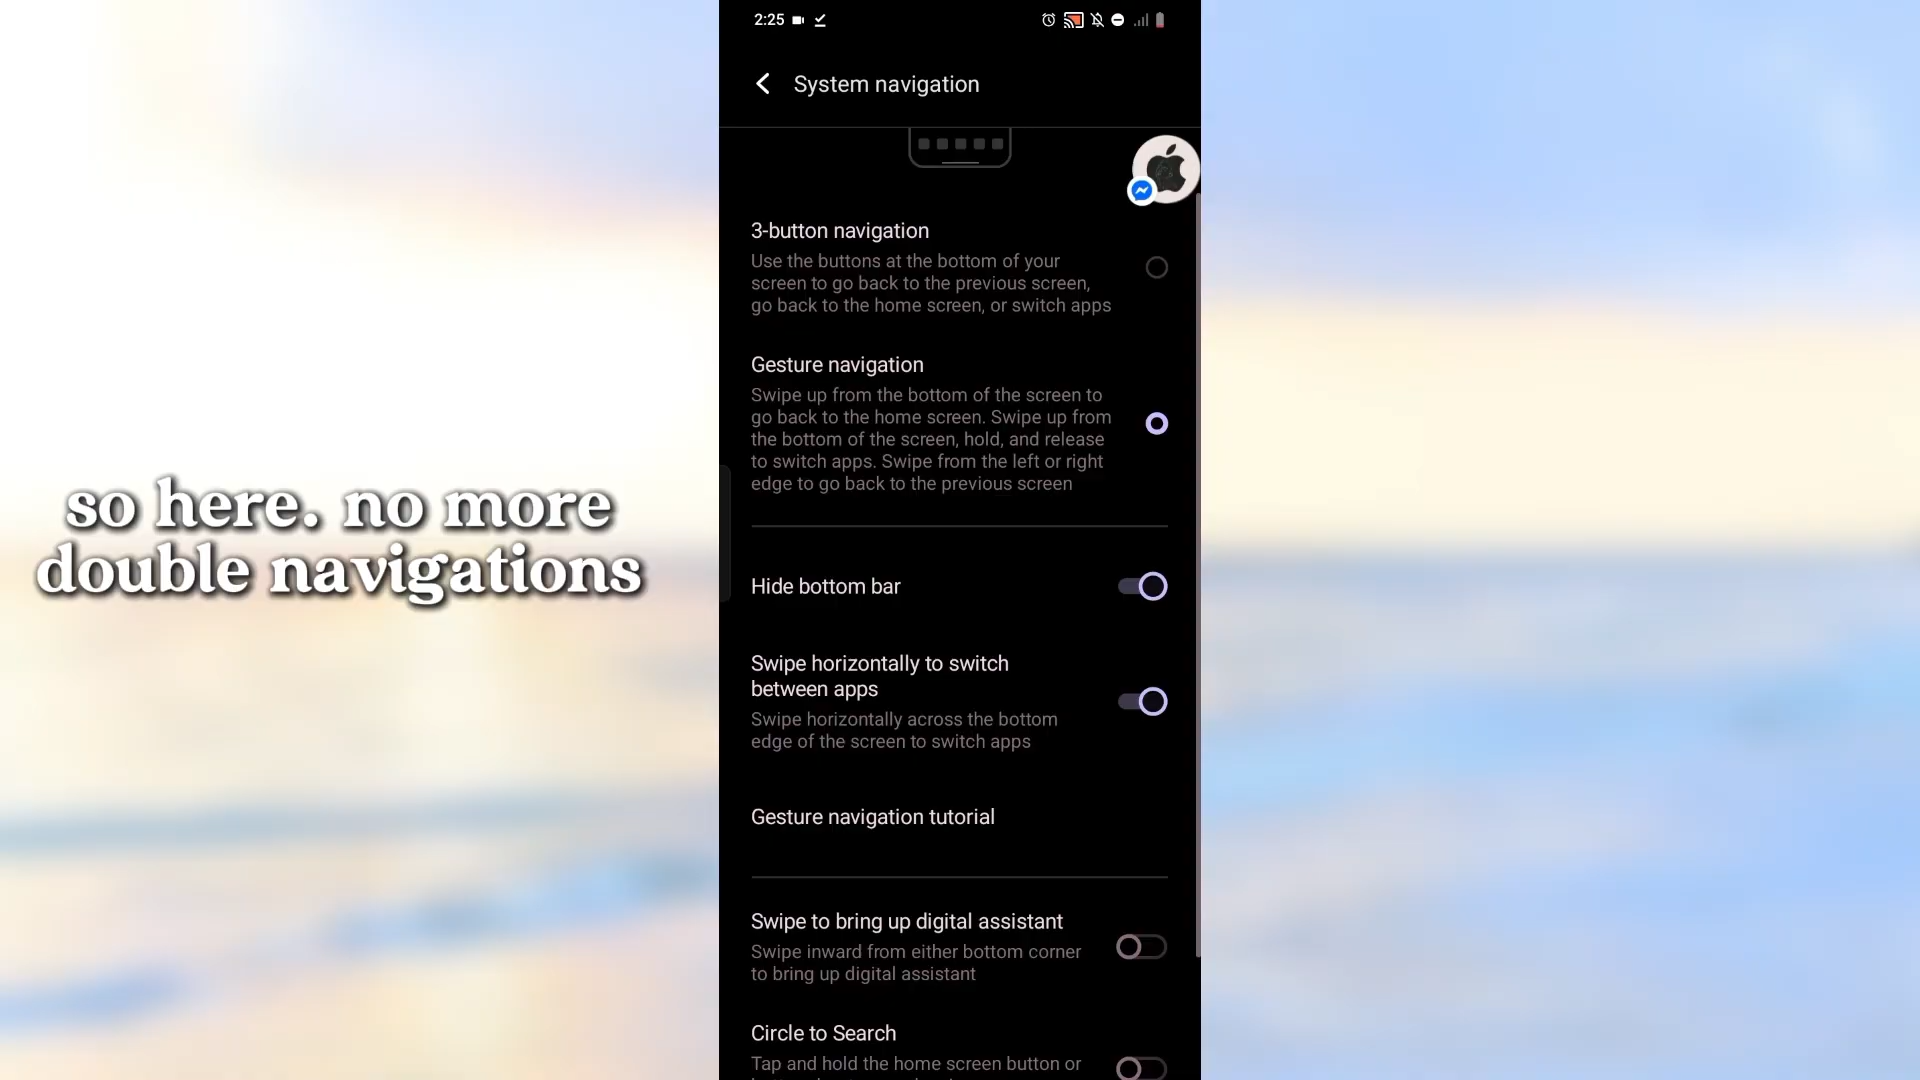 2:25
System navigation
3-button navigation
Use the buttons at the bottom of your
screen to go back to the previous screen,
go back to the home screen, or switch apps
Gesture navigation
Swipe up from the bottom of the screen to
go back to the home screen. Swipe up from
the bottom of the screen, hold, and release
to switch apps. Swipe from the left or right
edge to go back to the previous screen
so here. no more
double navigations
Hide bottom bar
Swipe horizontally to switch
between apps
Swipe horizontally across the bottom
edge of the screen to switch apps
Gesture navigation tutorial
Swipe to bring up digital assistant
Swipe inward from either bottom corner
to bring up digital assistant
Circle to Search
Tap and hold the home screen button or